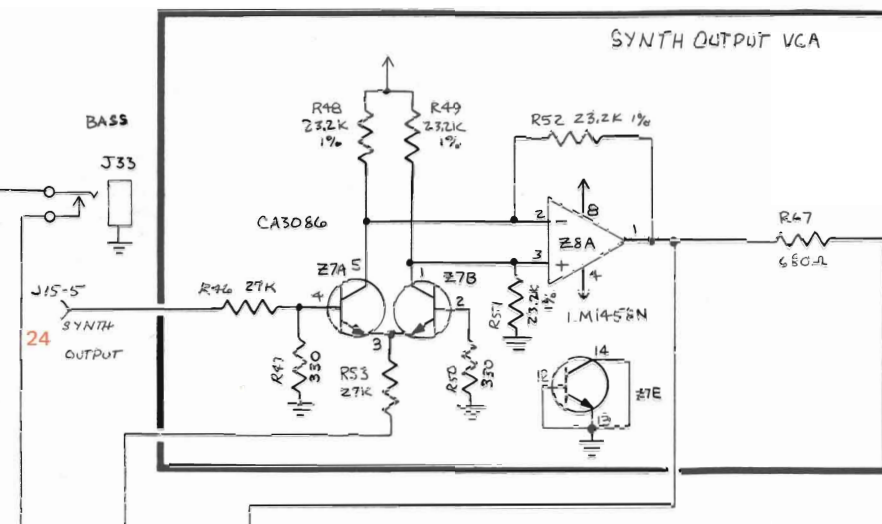 SYNTH OUTPUT VCA
BASS
J33
R48
23.2K
1%
R49
23.2K
1%
R52 23.2K 1%
CA3086
2
8
Z8A
1
3
4
R47
680Ω
LM1458N
Z7A 5
1 Z7B
4
2
3
J15-5
R46 27K
24
SYNTH
OUTPUT
R47
330
R53
27K
R50
330
R51
23.2K
1%
14
12
Z7E
13